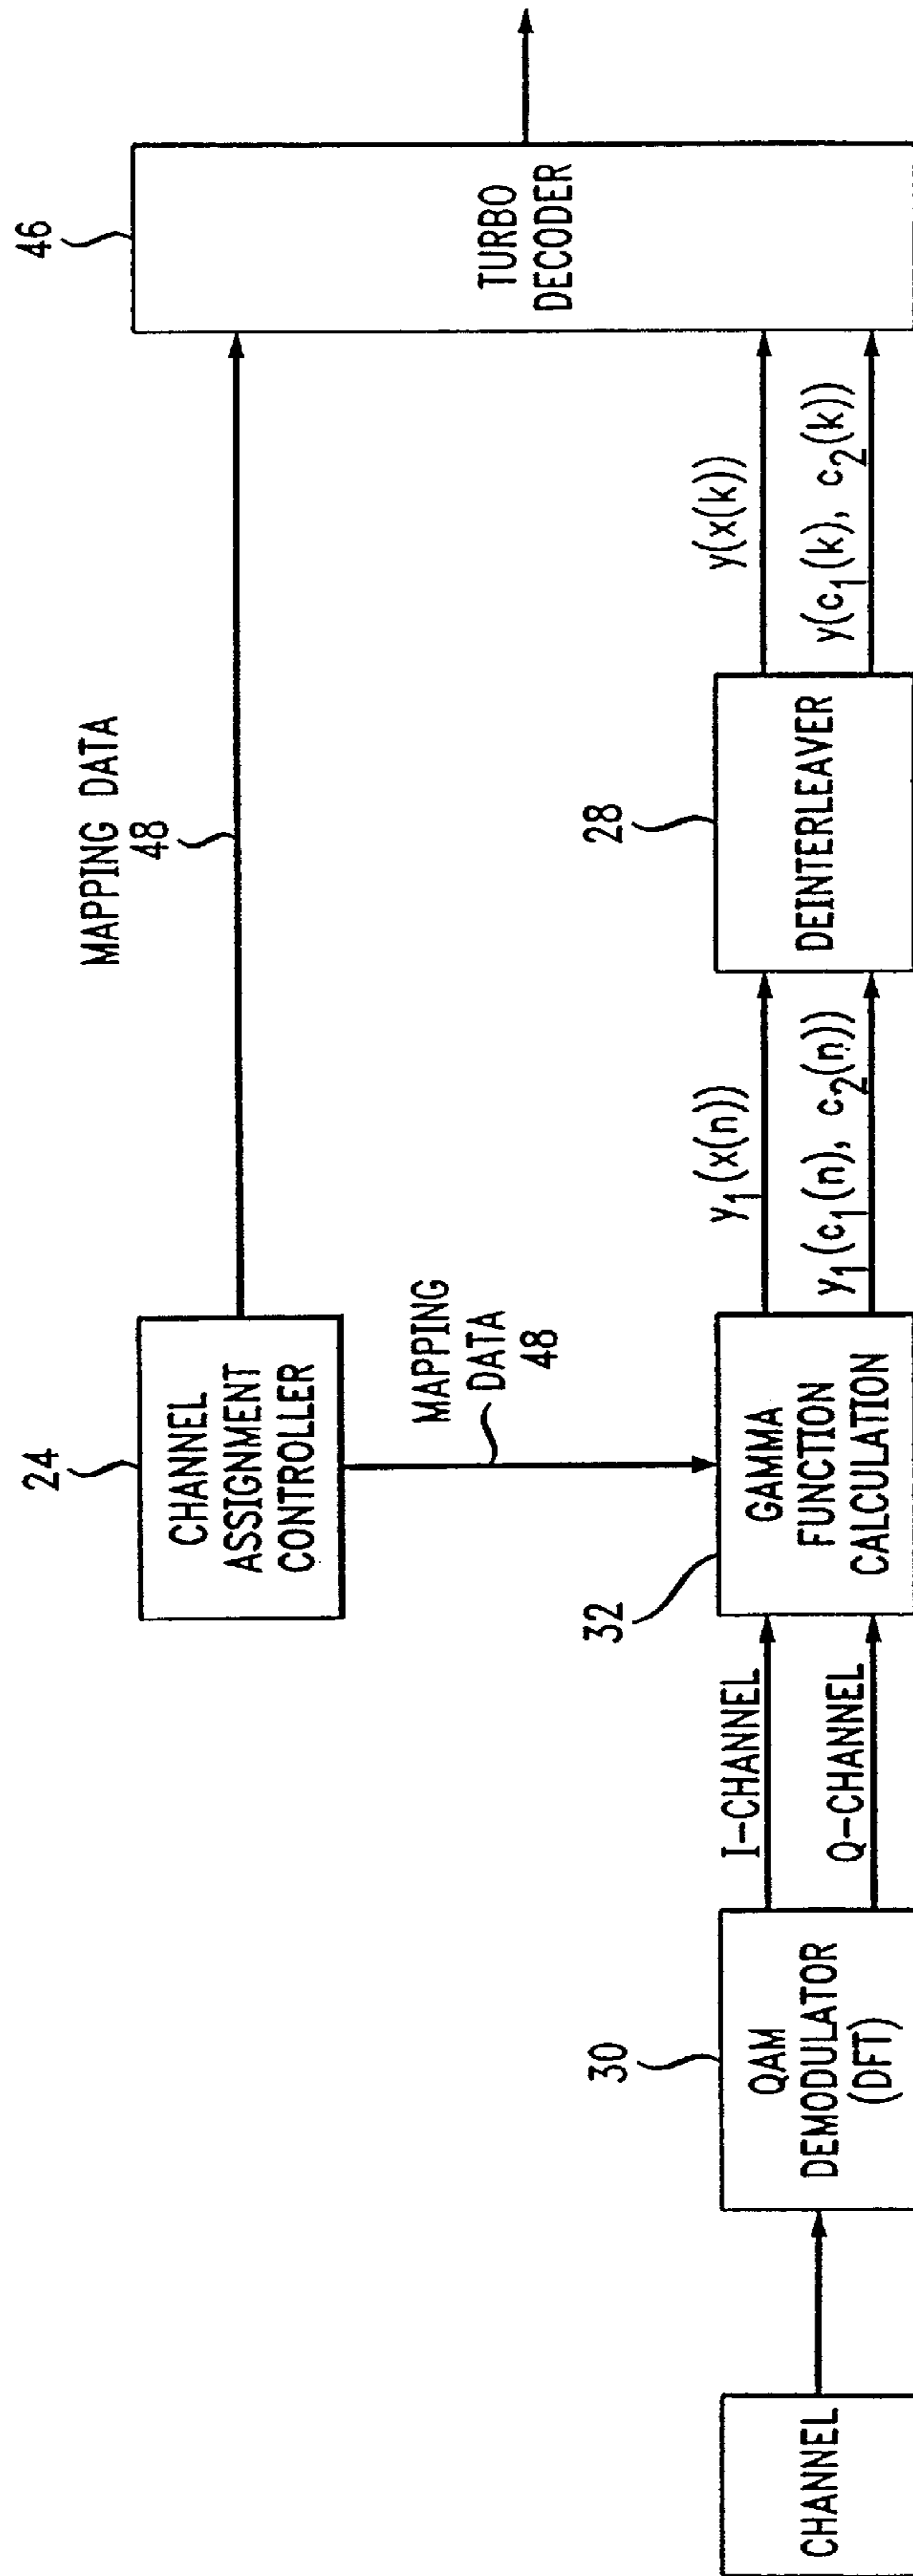 CHANNEL
30
QAM
DEMODULATOR
(DFT)
I-CHANNEL
Q-CHANNEL
24
CHANNEL
ASSIGNMENT
CONTROLLER
MAPPING
DATA
48
32
GAMMA
FUNCTION
CALCULATION
MAPPING DATA
48
y₁(x(n))
y₁(c₁(n), c₂(n))
28
DEINTERLEAVER
y(x(k))
y(c₁(k), c₂(k))
46
TURBO
DECODER